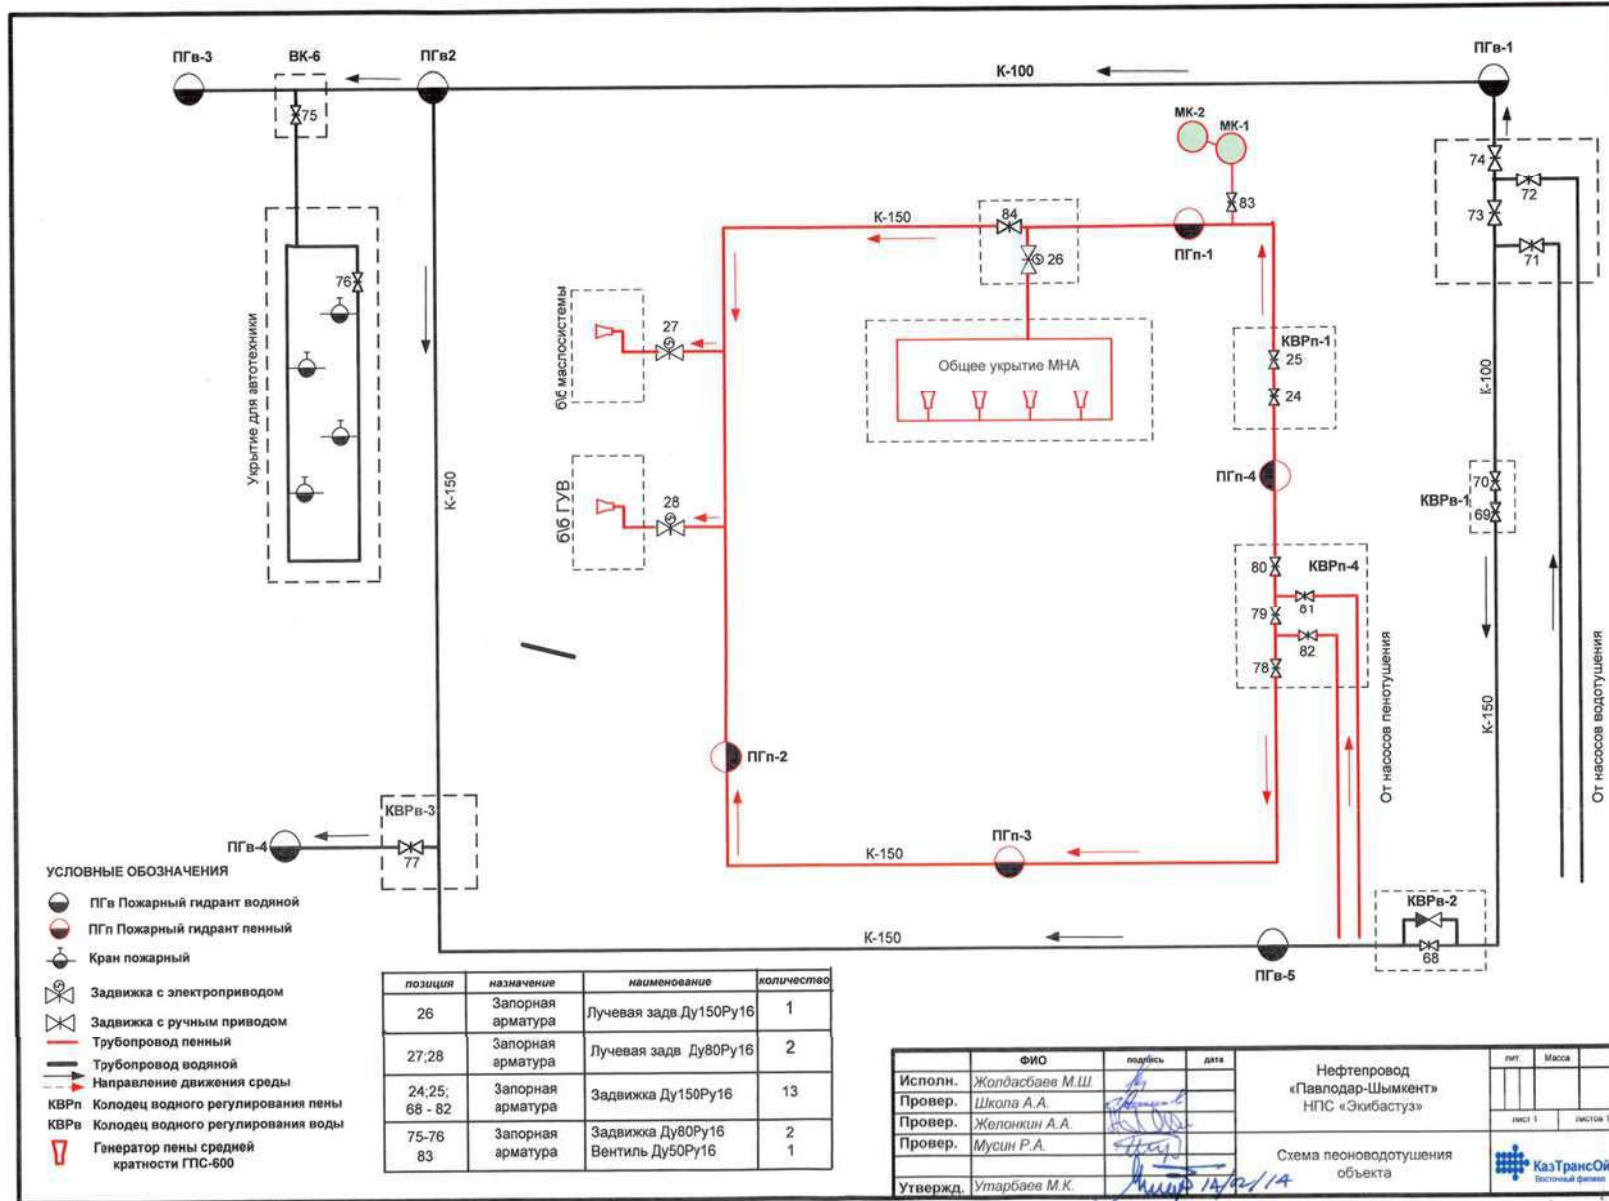 ПГв-3
ВК-6
ПГв2
К-100
ПГв-1
75
МК-2
МК-1
74
72
73
71
83
84
К-150
ПГп-1
26
76
Укрытие для автотехники
б\б маслосистемы
27
Общее укрытие МНА
КВРп-1
25
24
К-100
ПГп-4
70
КВРв-1
69
К-150
б\б ГУВ
28
80
КВРп-4
81
79
82
78
От насосов пенотушения
К-150
От насосов водотушения
ПГп-2
КВРв-3
ПГв-4
77
ПГп-3
К-150
КВРв-2
К-150
68
ПГв-5
УСЛОВНЫЕ ОБОЗНАЧЕНИЯ
ПГв Пожарный гидрант водяной
ПГп Пожарный гидрант пенный
Кран пожарный
Задвижка с электроприводом
Задвижка с ручным приводом
Трубопровод пенный
Трубопровод водяной
Направление движения среды
КВРп Колодец водного регулирования пены
КВРв Колодец водного регулирования воды
Генератор пены средней
кратности ГПС-600
позиция назначение наименование количество
26 Запорная арматура Лучевая задв.Ду150Ру16 1
27;28 Запорная арматура Лучевая задв Ду80Ру16 2
24;25; 68 - 82 Запорная арматура Задвижка Ду150Ру16 13
75-76 Запорная Задвижка Ду80Ру16 2
83 арматура Вентиль Ду50Ру16 1
ФИО подпись дата
Исполн. Жолдасбаев М.Ш.
Провер. Школа А.А.
Провер. Желонкин А.А.
Провер. Мусин Р.А.
Утвержд. Утарбаев М.К. 14/02/14
Нефтепровод
«Павлодар-Шымкент»
НПС «Экибастуз»
Схема пеоноводотушения
объекта
лит. Масса
лист 1 листов 1
КазТрансОй
Восточный филиал